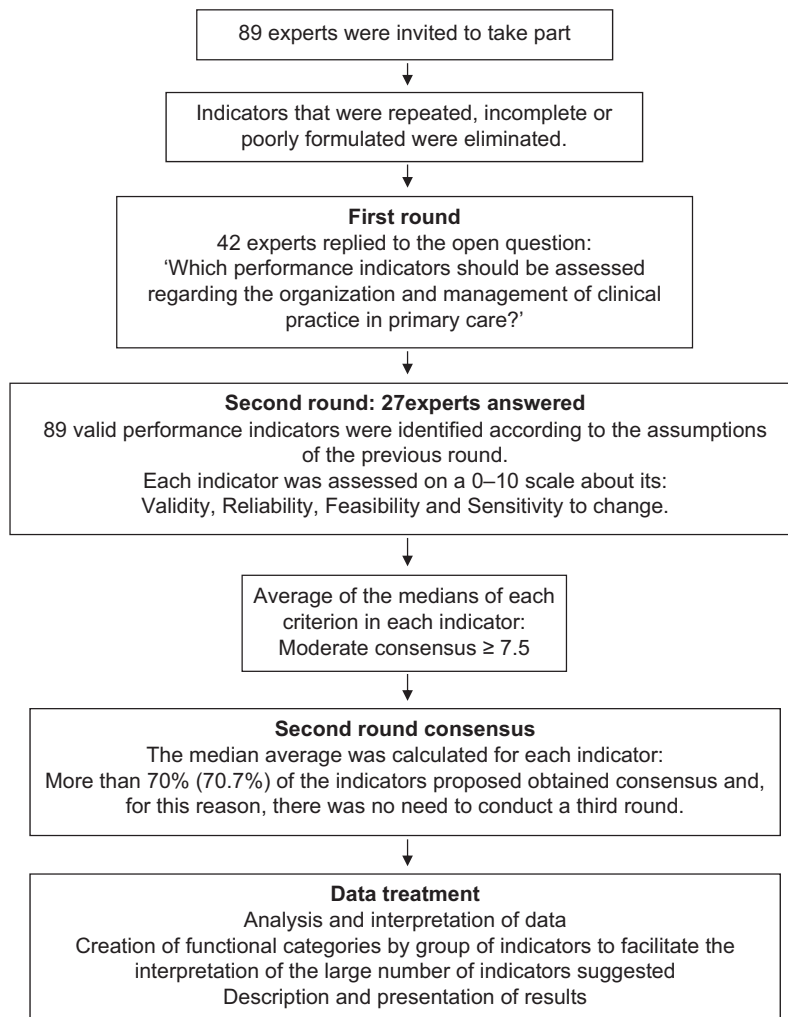 89 experts were invited to take part
Indicators that were repeated, incomplete or
poorly formulated were eliminated.
First round
42 experts replied to the open question:
‘Which performance indicators should be assessed
regarding the organization and management of clinical
practice in primary care?’
Second round: 27experts answered
89 valid performance indicators were identified according to the assumptions
of the previous round.
Each indicator was assessed on a 0–10 scale about its:
Validity, Reliability, Feasibility and Sensitivity to change.
Average of the medians of each
criterion in each indicator:
Moderate consensus ≥ 7.5
Second round consensus
The median average was calculated for each indicator:
More than 70% (70.7%) of the indicators proposed obtained consensus and,
for this reason, there was no need to conduct a third round.
Data treatment
Analysis and interpretation of data
Creation of functional categories by group of indicators to facilitate the
interpretation of the large number of indicators suggested
Description and presentation of results